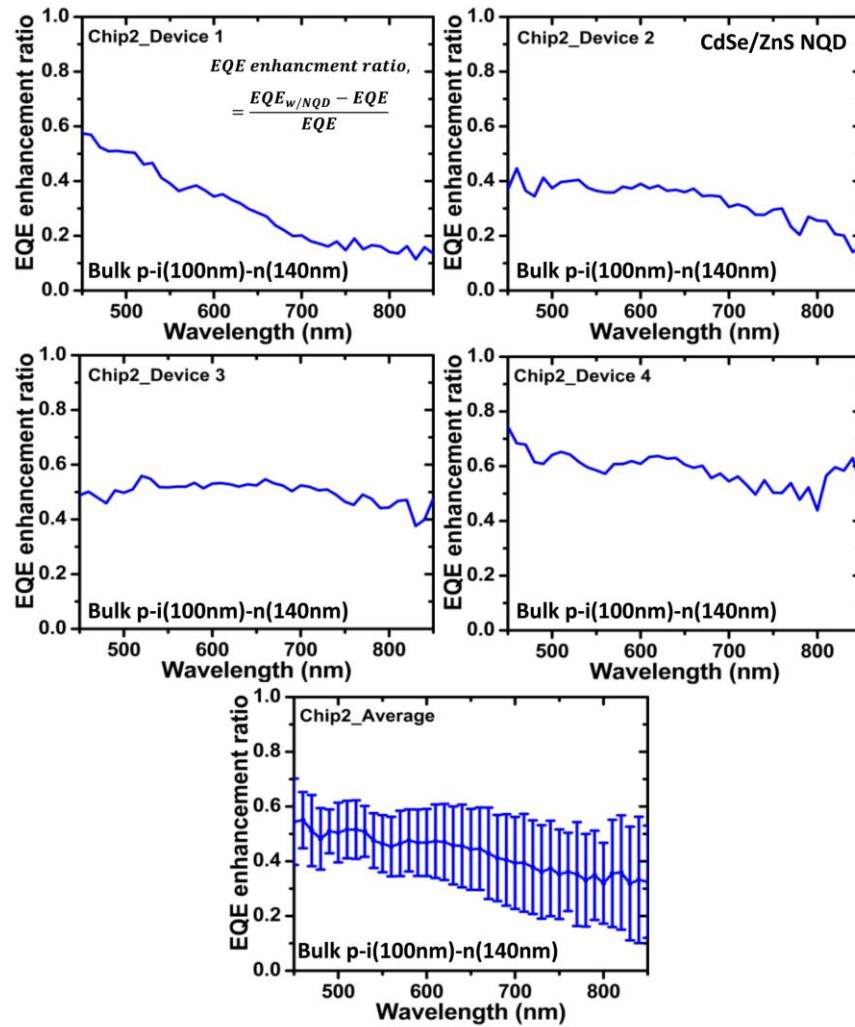 Chip2_Device 1
EQE enhancment ratio,
= EQE w/NQD − EQE / EQE
Bulk p-i(100nm)-n(140nm)
EQE enhancement ratio
1.0
0.8
0.6
0.4
0.2
0.0
500 600 700 800
Wavelength (nm)
Chip2_Device 2
CdSe/ZnS NQD
Bulk p-i(100nm)-n(140nm)
EQE enhancement ratio
1.0
0.8
0.6
0.4
0.2
0.0
500 600 700 800
Wavelength (nm)
Chip2_Device 3
Bulk p-i(100nm)-n(140nm)
EQE enhancement ratio
1.0
0.8
0.6
0.4
0.2
0.0
500 600 700 800
Wavelength (nm)
Chip2_Device 4
Bulk p-i(100nm)-n(140nm)
EQE enhancement ratio
1.0
0.8
0.6
0.4
0.2
0.0
500 600 700 800
Wavelength (nm)
Chip2_Average
Bulk p-i(100nm)-n(140nm)
EQE enhancement ratio
1.0
0.8
0.6
0.4
0.2
0.0
500 600 700 800
Wavelength (nm)